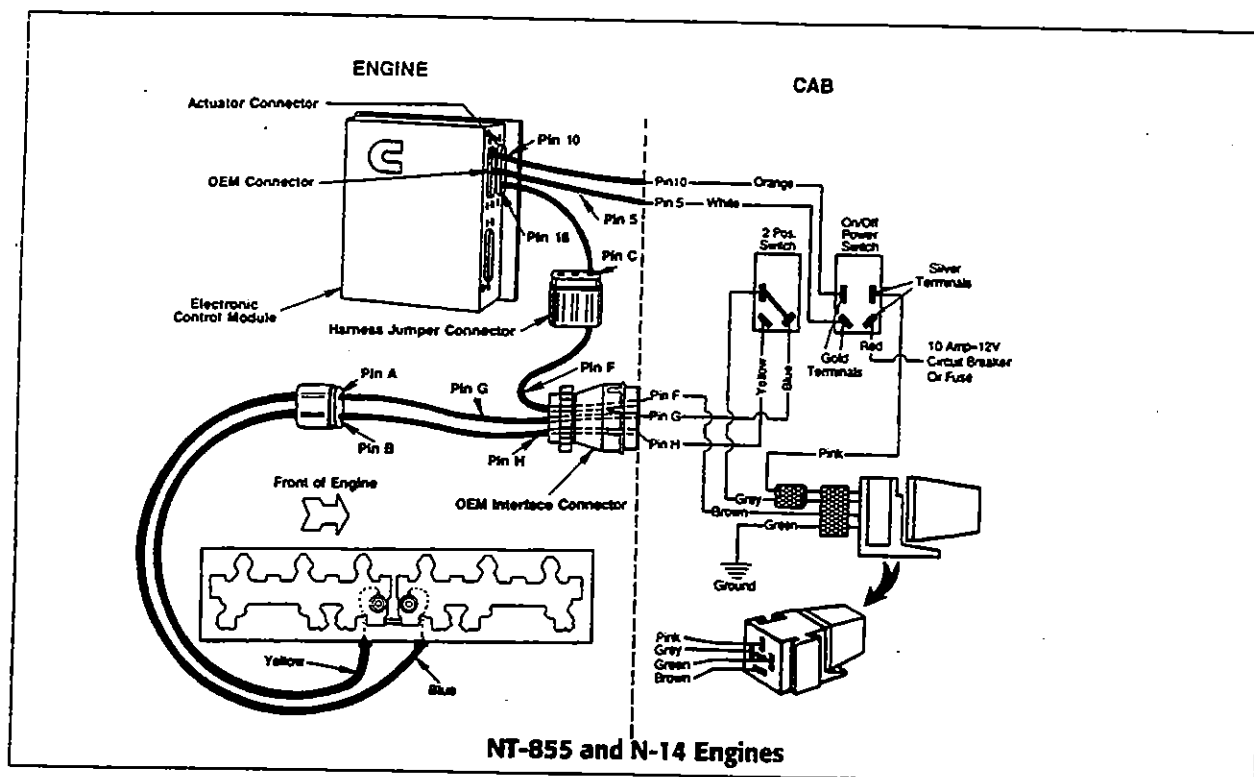 ENGINE
CAB
Actuator Connector
Pin 10
OEM Connector
Pin 10
Orange
Pin 5
White
Pin 5
Pin 16
2 Pos.
Switch
On/Off
Power
Switch
Pin C
Silver
Terminals
Electronic
Control Module
Harness Jumper Connector
Red
10 Amp-12V
Circuit Breaker
Or Fuse
Gold
Terminals
Yellow
Blue
Pin A
Pin G
Pin F
Pin F
Pin G
Pin B
Pin H
Pin H
Pink
Front of Engine
OEM Interface Connector
Grey
Brown
Green
Ground
Pink
Grey
Green
Brown
Yellow
Blue
NT-855 and N-14 Engines